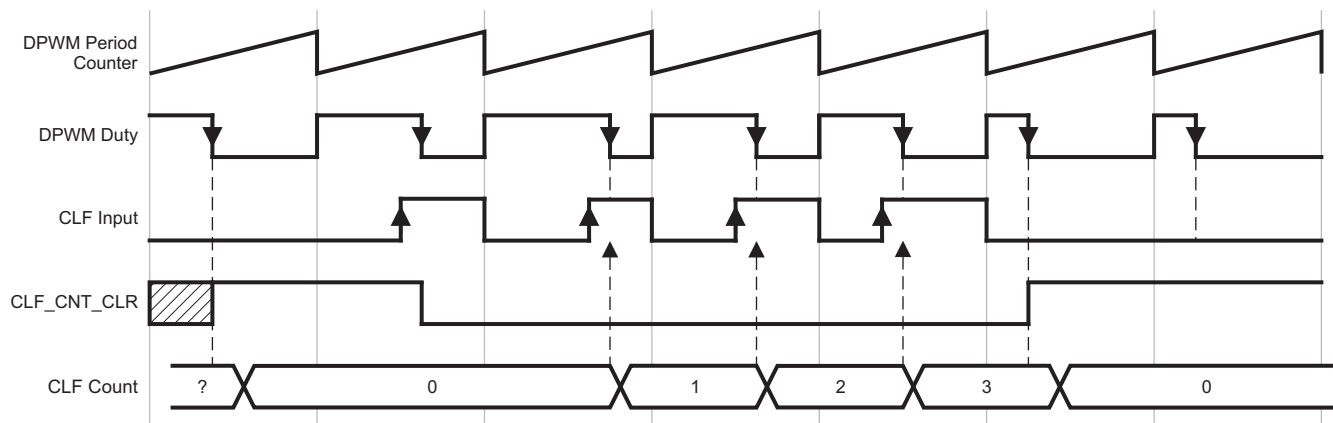 DPWM Period
Counter
DPWM Duty
CLF Input
CLF_CNT_CLR
CLF Count
? 0 1 2 3 0